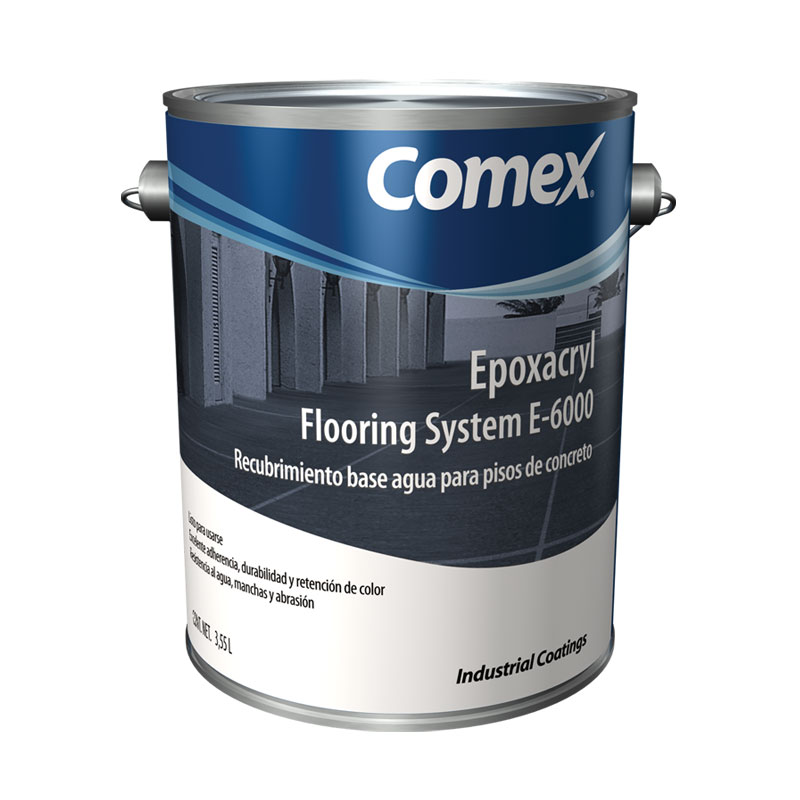 Comex®
Epoxacryl
Flooring System E-6000
Recubrimiento base agua para pisos de concreto
Listo para usarse
Excelente adherencia, durabilidad y retención de color
Resistencia al agua, manchas y abrasión
CONT. NET. 3,55 L
Industrial Coatings